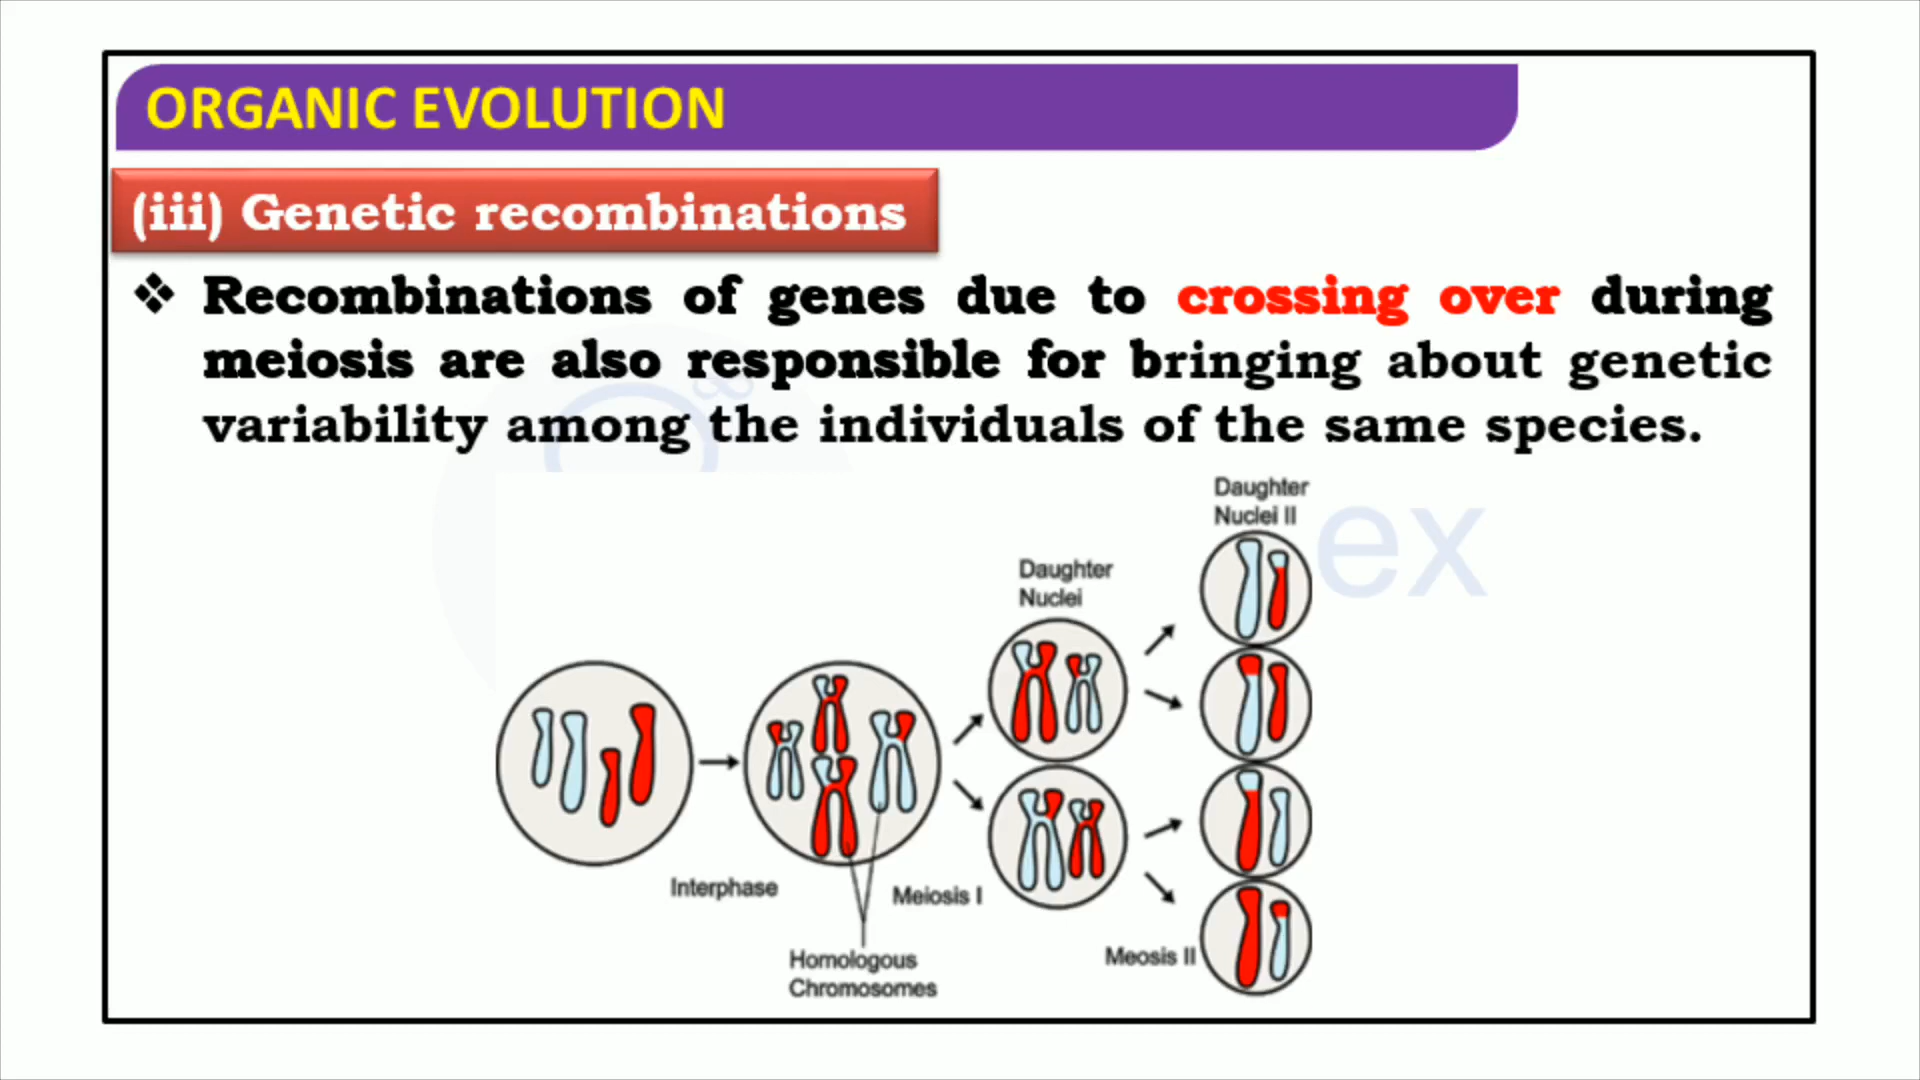 ORGANIC EVOLUTION
(iii) Genetic recombinations
❖ Recombinations of genes due to crossing over during
meiosis are also responsible for bringing about genetic
variability among the individuals of the same species.
Daughter
Nuclei II
ex
Daughter
Nuclei
Interphase
Meiosis I
Homologous
Chromosomes
Meosis II